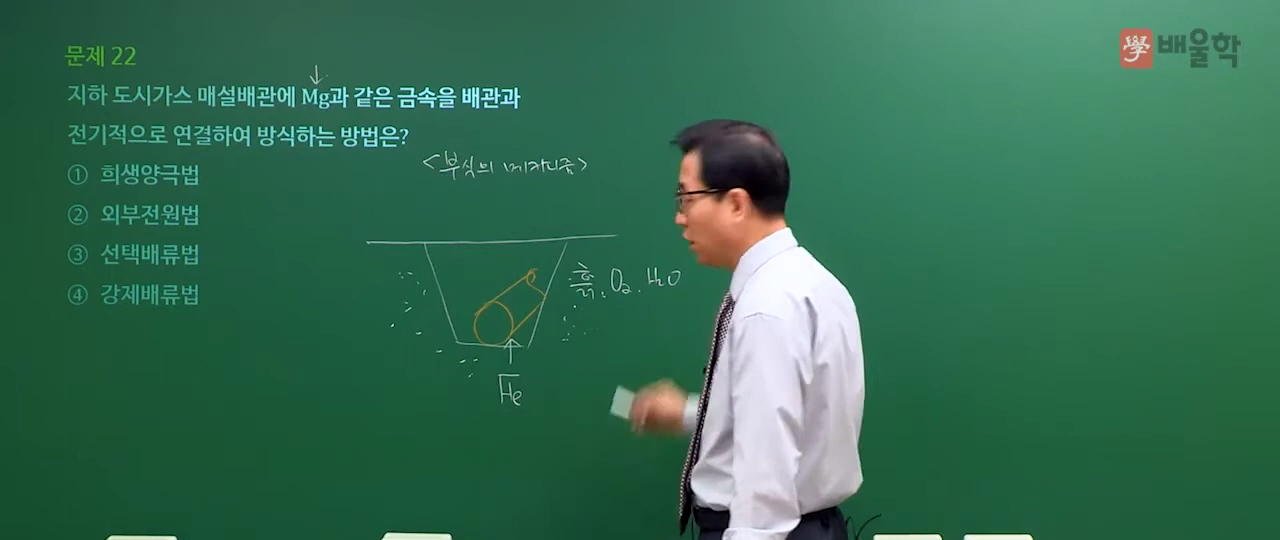 學배울학
문제 22
지하 도시가스 매설배관에 Mg과 같은 금속을 배관과
전기적으로 연결하여 방식하는 방법은?
① 희생양극법
② 외부전원법
③ 선택배류법
④ 강제배류법
<부식의 메카니즘>
흙, O₂, H₂O
Fe